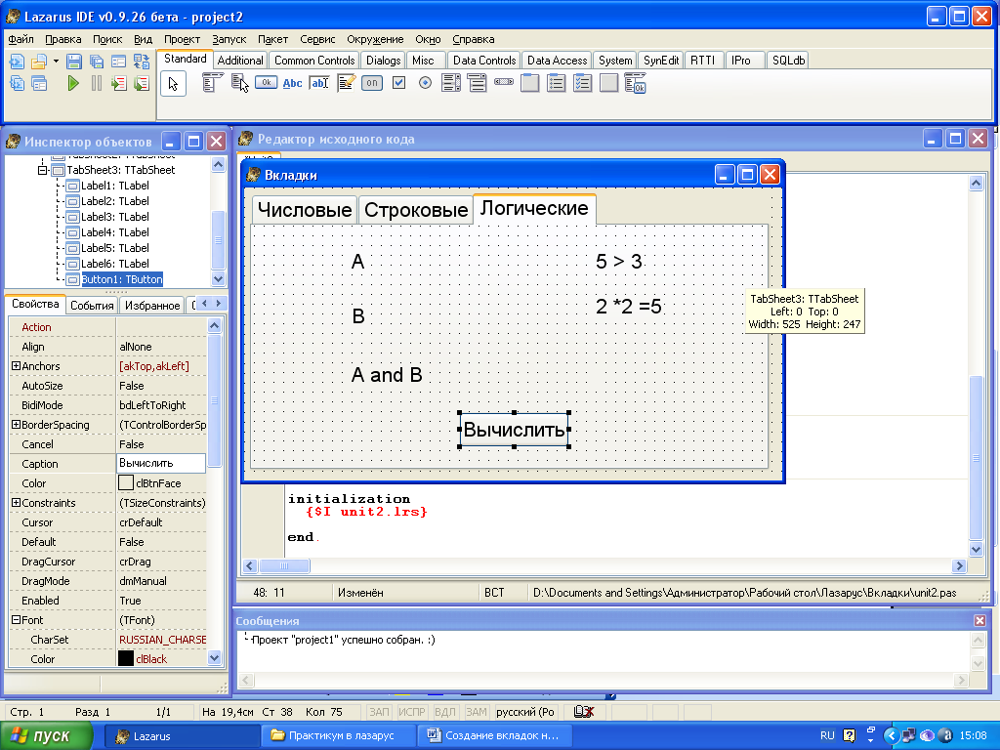 Lazarus IDE v0.9.26 бета - project2
Файл Правка Поиск Вид Проект Запуск Пакет Сервис Окружение Окно Справка
Standard Additional Common Controls Dialogs Misc Data Controls Data Access System SynEdit RTTI IPro SQLdb
Ok Abc ab on Ok
Инспектор объектов
TabSheet2: TTabSheet
TabSheet3: TTabSheet
Label1: TLabel
Label2: TLabel
Label3: TLabel
Label4: TLabel
Label5: TLabel
Label6: TLabel
Button1: TButton
Свойства События Избранное
Action
Align alNone
Anchors [akTop,akLeft]
AutoSize False
BidiMode bdLeftToRight
BorderSpacing (TControlBorderSp
Cancel False
Caption Вычислить
Color clBtnFace
Constraints (TSizeConstraints)
Cursor crDefault
Default False
DragCursor crDrag
DragMode dmManual
Enabled True
Font (TFont)
CharSet RUSSIAN_CHARSE
Color clBlack
Редактор исходного кода
Вкладки
Числовые Строковые Логические
A 5 > 3
B 2 *2 =5
A and B
Вычислить
TabSheet3: TTabSheet
Left: 0 Top: 0
Width: 525 Height: 247
initialization
{$I unit2.lrs}
end.
48: 11 Изменён ВСТ D:\Documents and Settings\Администратор\Рабочий стол\Лазарус\Вкладки\unit2.pas
Сообщения
Проект "project1" успешно собран. :)
Стр. 1 Разд 1 1/1 На 19,4см Ст 38 Кол 75 ЗАП ИСПР ВДЛ ЗАМ русский (Ро
пуск Lazarus Практикум в лазарус Создание вкладок н... RU 15:08